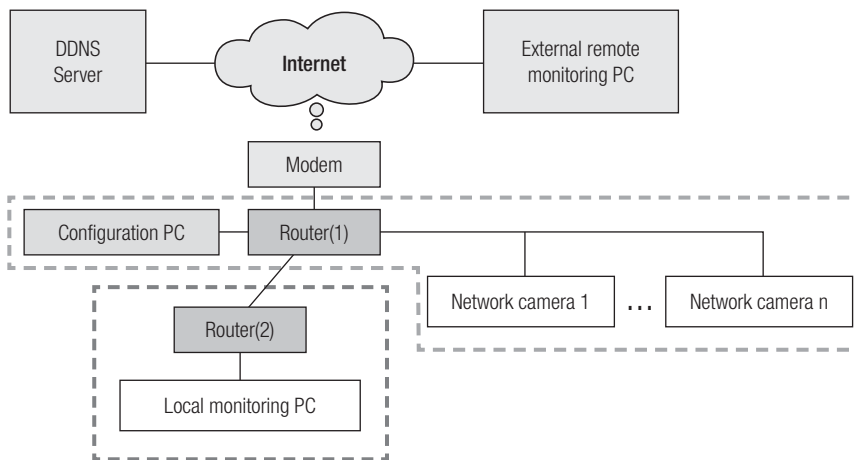 DDNS
Server
Internet
External remote
monitoring PC
Modem
Configuration PC
Router(1)
Network camera 1
...
Network camera n
Router(2)
Local monitoring PC